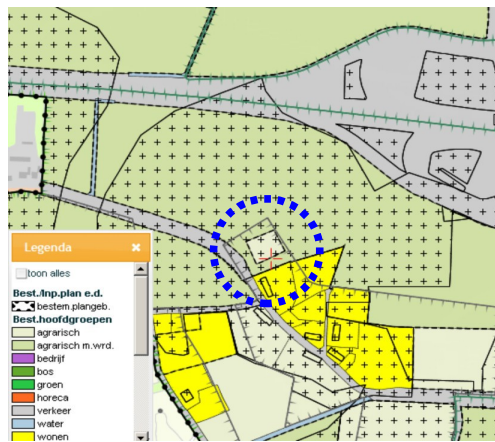 Legenda
toon alles
Best./Inp.plan e.d.
bestem.plangeb.
Best.hoofdgroepen
agrarisch
agrarisch m.wrd.
bedrijf
bos
groen
horeca
verkeer
water
wonen